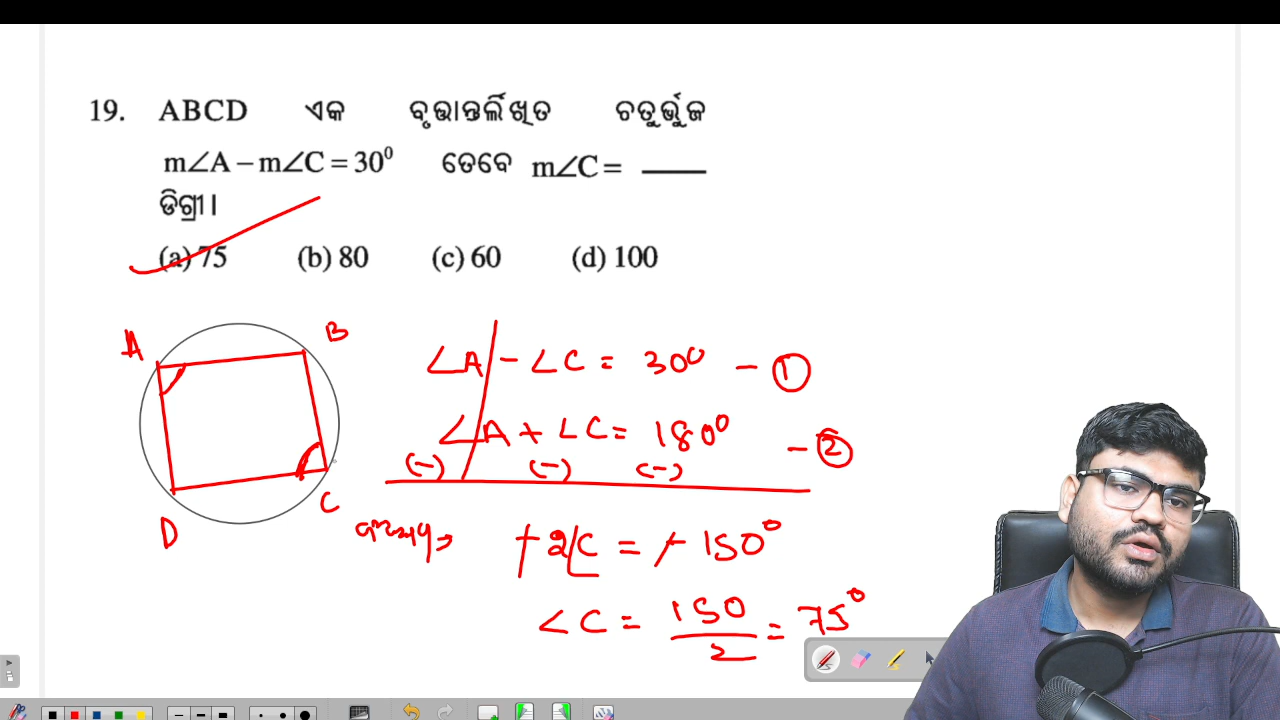 19. ABCD ଏକ ବୃତ୍ତାନ୍ତର୍ଲିଖିତ ଚତୁର୍ଭୁଜ
m∠A – m∠C = 30⁰ ତେବେ m∠C = ____
ଡିଗ୍ରୀ।
(a) 75 (b) 80 (c) 60 (d) 100
A B
C
D
∠A – ∠C = 30⁰ – ①
∠A + ∠C = 180⁰ – ②
(–) (–) (–)
+ 2∠C = + 150⁰
∠C = 150/2 = 75⁰